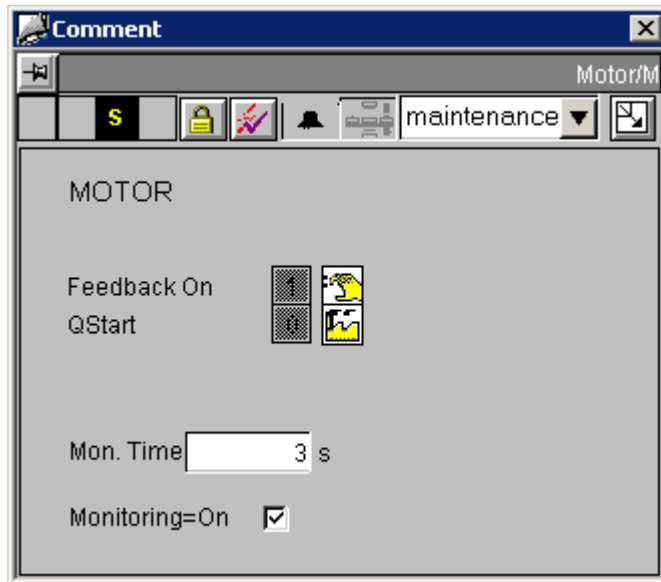 Comment
Motor/M
S
maintenance
MOTOR
Feedback On 1
QStart 0
Mon. Time 3 s
Monitoring=On